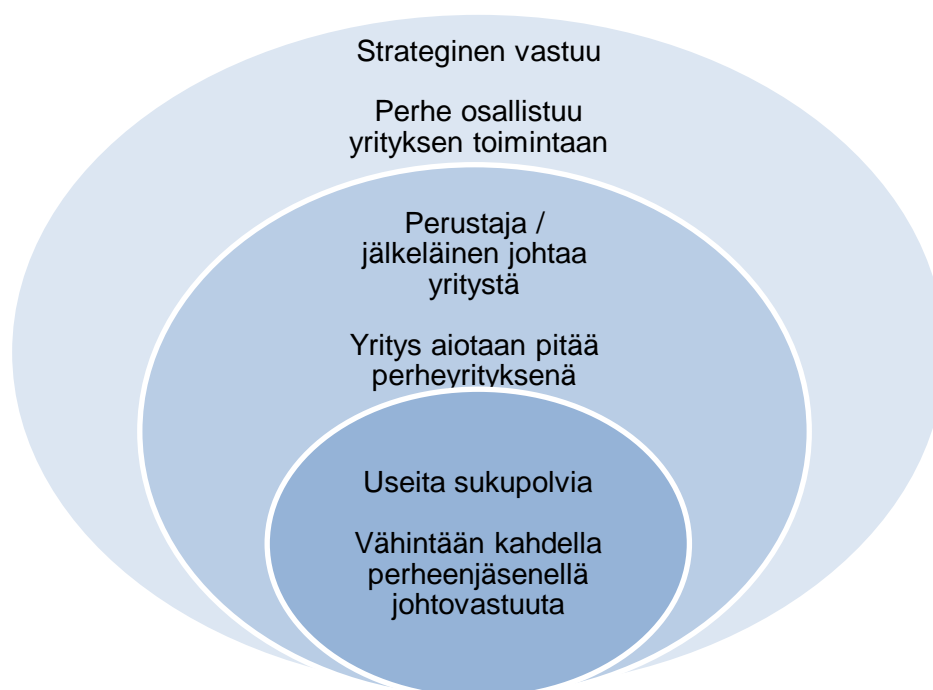 Strateginen vastuu
Perhe osallistuu
yrityksen toimintaan
Perustaja /
jälkeläinen johtaa
yritystä
Yritys aiotaan pitää
perheyrityksenä
Useita sukupolvia
Vähintään kahdella
perheenjäsenellä
johtovastuuta